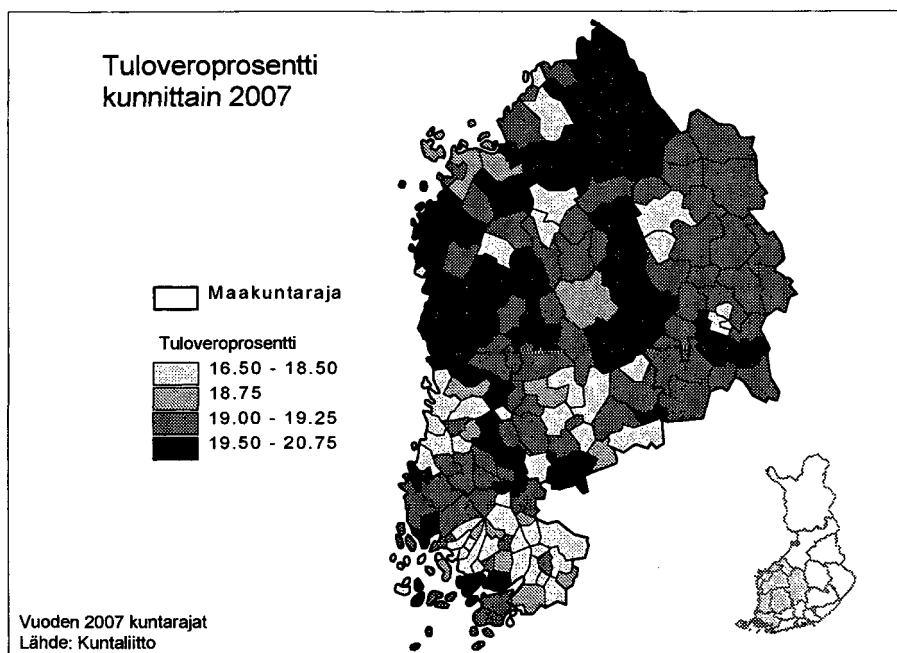 Tuloveroprosentti
kunnittain 2007
Maakuntaraja
Tuloveroprosentti
16.50 - 18.50
18.75
19.00 - 19.25
19.50 - 20.75
Vuoden 2007 kuntarajat
Lähde: Kuntaliitto